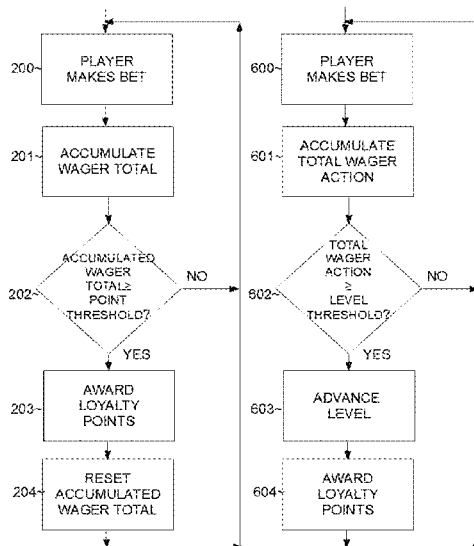 200
PLAYER
MAKES BET
201
ACCUMULATE
WAGER TOTAL
202
ACCUMULATED
WAGER
TOTAL≥
POINT
THRESHOLD?
NO
YES
203
AWARD
LOYALTY
POINTS
204
RESET
ACCUMULATED
WAGER TOTAL
600
PLAYER
MAKES BET
601
ACCUMULATE
TOTAL WAGER
ACTION
602
TOTAL
WAGER
ACTION
≥
LEVEL
THRESHOLD?
NO
YES
603
ADVANCE
LEVEL
604
AWARD
LOYALTY
POINTS